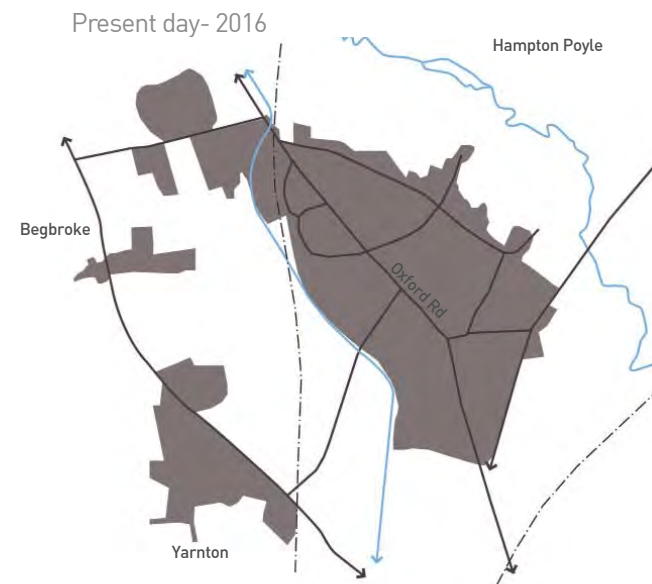 Present day- 2016
Hampton Poyle
Begbroke
Oxford Rd
Yarnton